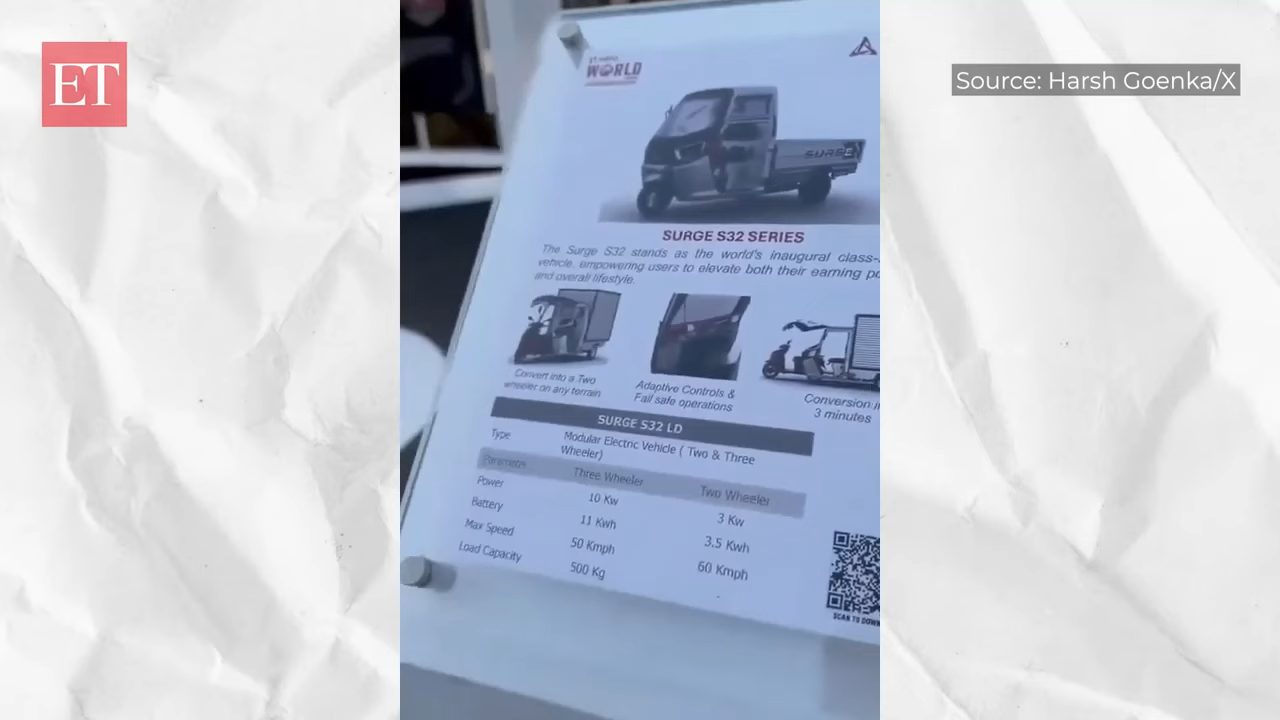 ET
Source: Harsh Goenka/X
WORLD
SURGE
SURGE S32 SERIES
The Surge S32 stands as the world's inaugural class-
vehicle, empowering users to elevate both their earning
and overall lifestyle.
Convert into a Two
wheeler on any terrain
Adaptive Controls &
Fail safe operations
Conversion
3 minutes
SURGE S32 LD
Type Modular Electric Vehicle ( Two & Three
Wheeler)
Parameter Three Wheeler Two Wheeler
Power 10 Kw 3 Kw
Battery 11 Kwh 3.5 Kwh
Max Speed 50 Kmph 60 Kmph
Load Capacity 500 Kg
SCAN TO